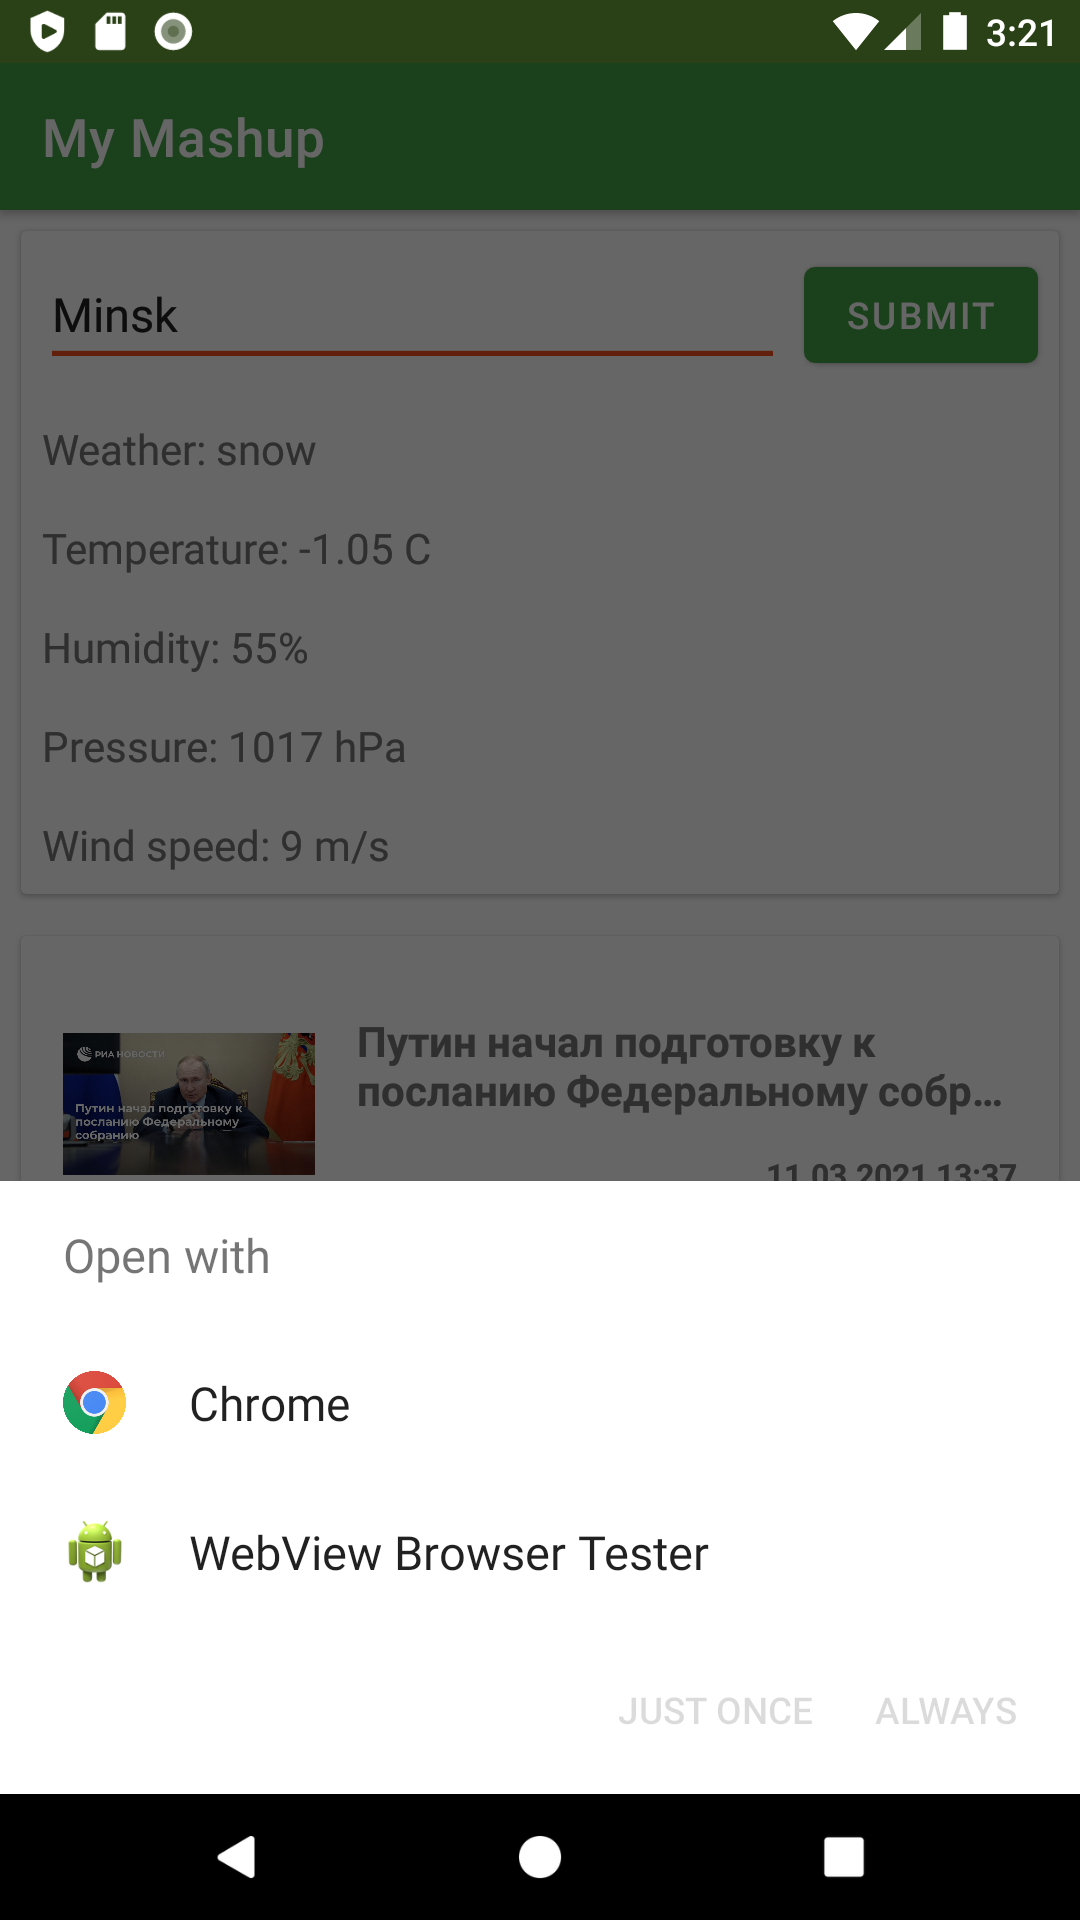 3:21
My Mashup
Minsk
SUBMIT
Weather: snow
Temperature: -1.05 C
Humidity: 55%
Pressure: 1017 hPa
Wind speed: 9 m/s
РИА НОВОСТИ
Путин начал подготовку к
посланию Федеральному
собранию
Путин начал подготовку к
посланию Федеральному собр...
11.03.2021 13:37
Open with
Chrome
WebView Browser Tester
JUST ONCE
ALWAYS